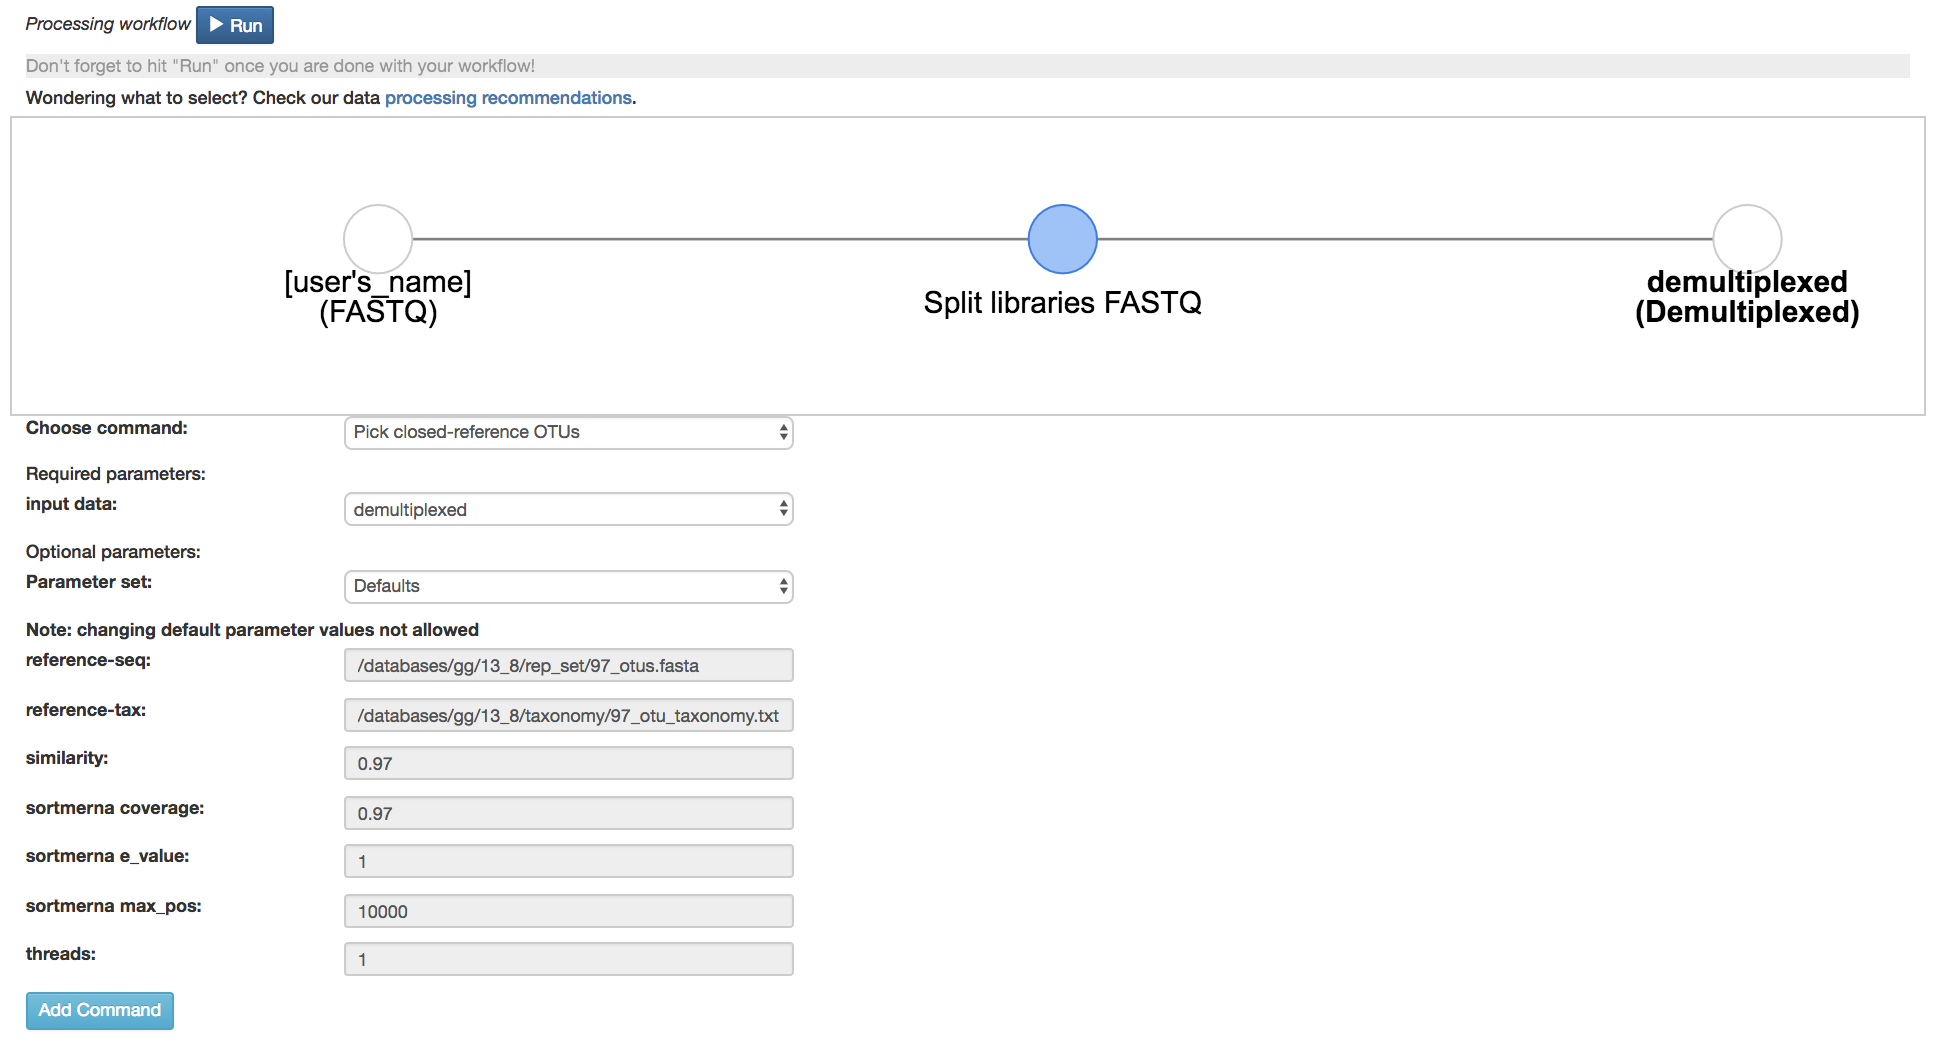 Processing workflow Run
Don't forget to hit "Run" once you are done with your workflow!
Wondering what to select? Check our data processing recommendations.
[user's_name]
(FASTQ)
Split libraries FASTQ
demultiplexed
(Demultiplexed)
Choose command: Pick closed-reference OTUs
Required parameters:
input data: demultiplexed
Optional parameters:
Parameter set: Defaults
Note: changing default parameter values not allowed
reference-seq: /databases/gg/13_8/rep_set/97_otus.fasta
reference-tax: /databases/gg/13_8/taxonomy/97_otu_taxonomy.txt
similarity: 0.97
sortmerna coverage: 0.97
sortmerna e_value: 1
sortmerna max_pos: 10000
threads: 1
Add Command